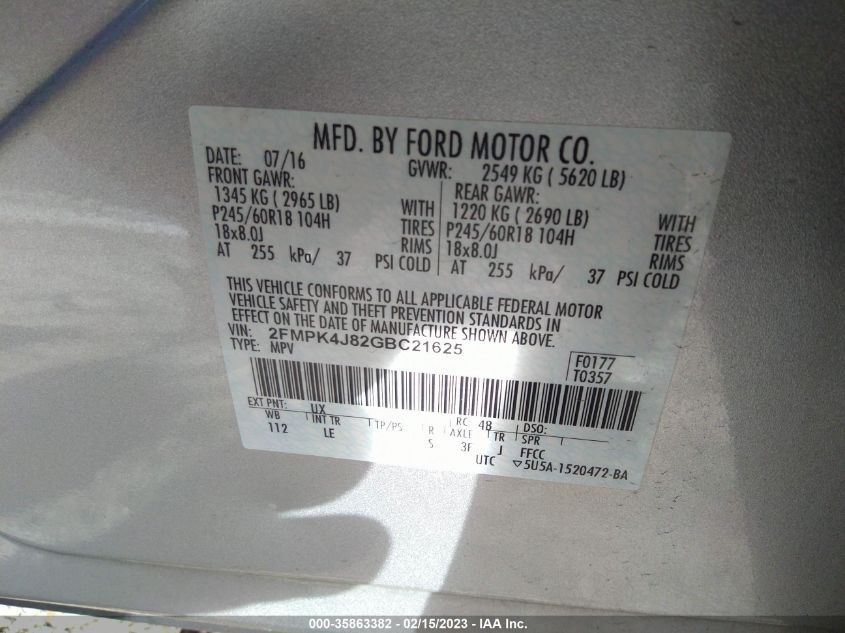 MFD. BY FORD MOTOR CO.
DATE: 07/16 GVWR: 2549 KG ( 5620 LB)
FRONT GAWR: REAR GAWR:
1345 KG ( 2965 LB) WITH 1220 KG ( 2690 LB) WITH
P245/60R18 104H TIRES P245/60R18 104H TIRES
18x8.0J RIMS 18x8.0J RIMS
AT 255 kPa/ 37 PSI COLD AT 255 kPa/ 37 PSI COLD
THIS VEHICLE CONFORMS TO ALL APPLICABLE FEDERAL MOTOR
VEHICLE SAFETY AND THEFT PREVENTION STANDARDS IN
EFFECT ON THE DATE OF MANUFACTURE SHOWN ABOVE.
VIN: 2FMPK4J82GBC21625
TYPE: MPV
F0177
T0357
EXT PNT: UX RC: 48 DSO:
WB INT TR TP/PS R AXLE TR SPR
112 LE S 3F J FFCC
UTC ▽5U5A-1520472-BA
000-35863382 - 02/15/2023 - IAA Inc.